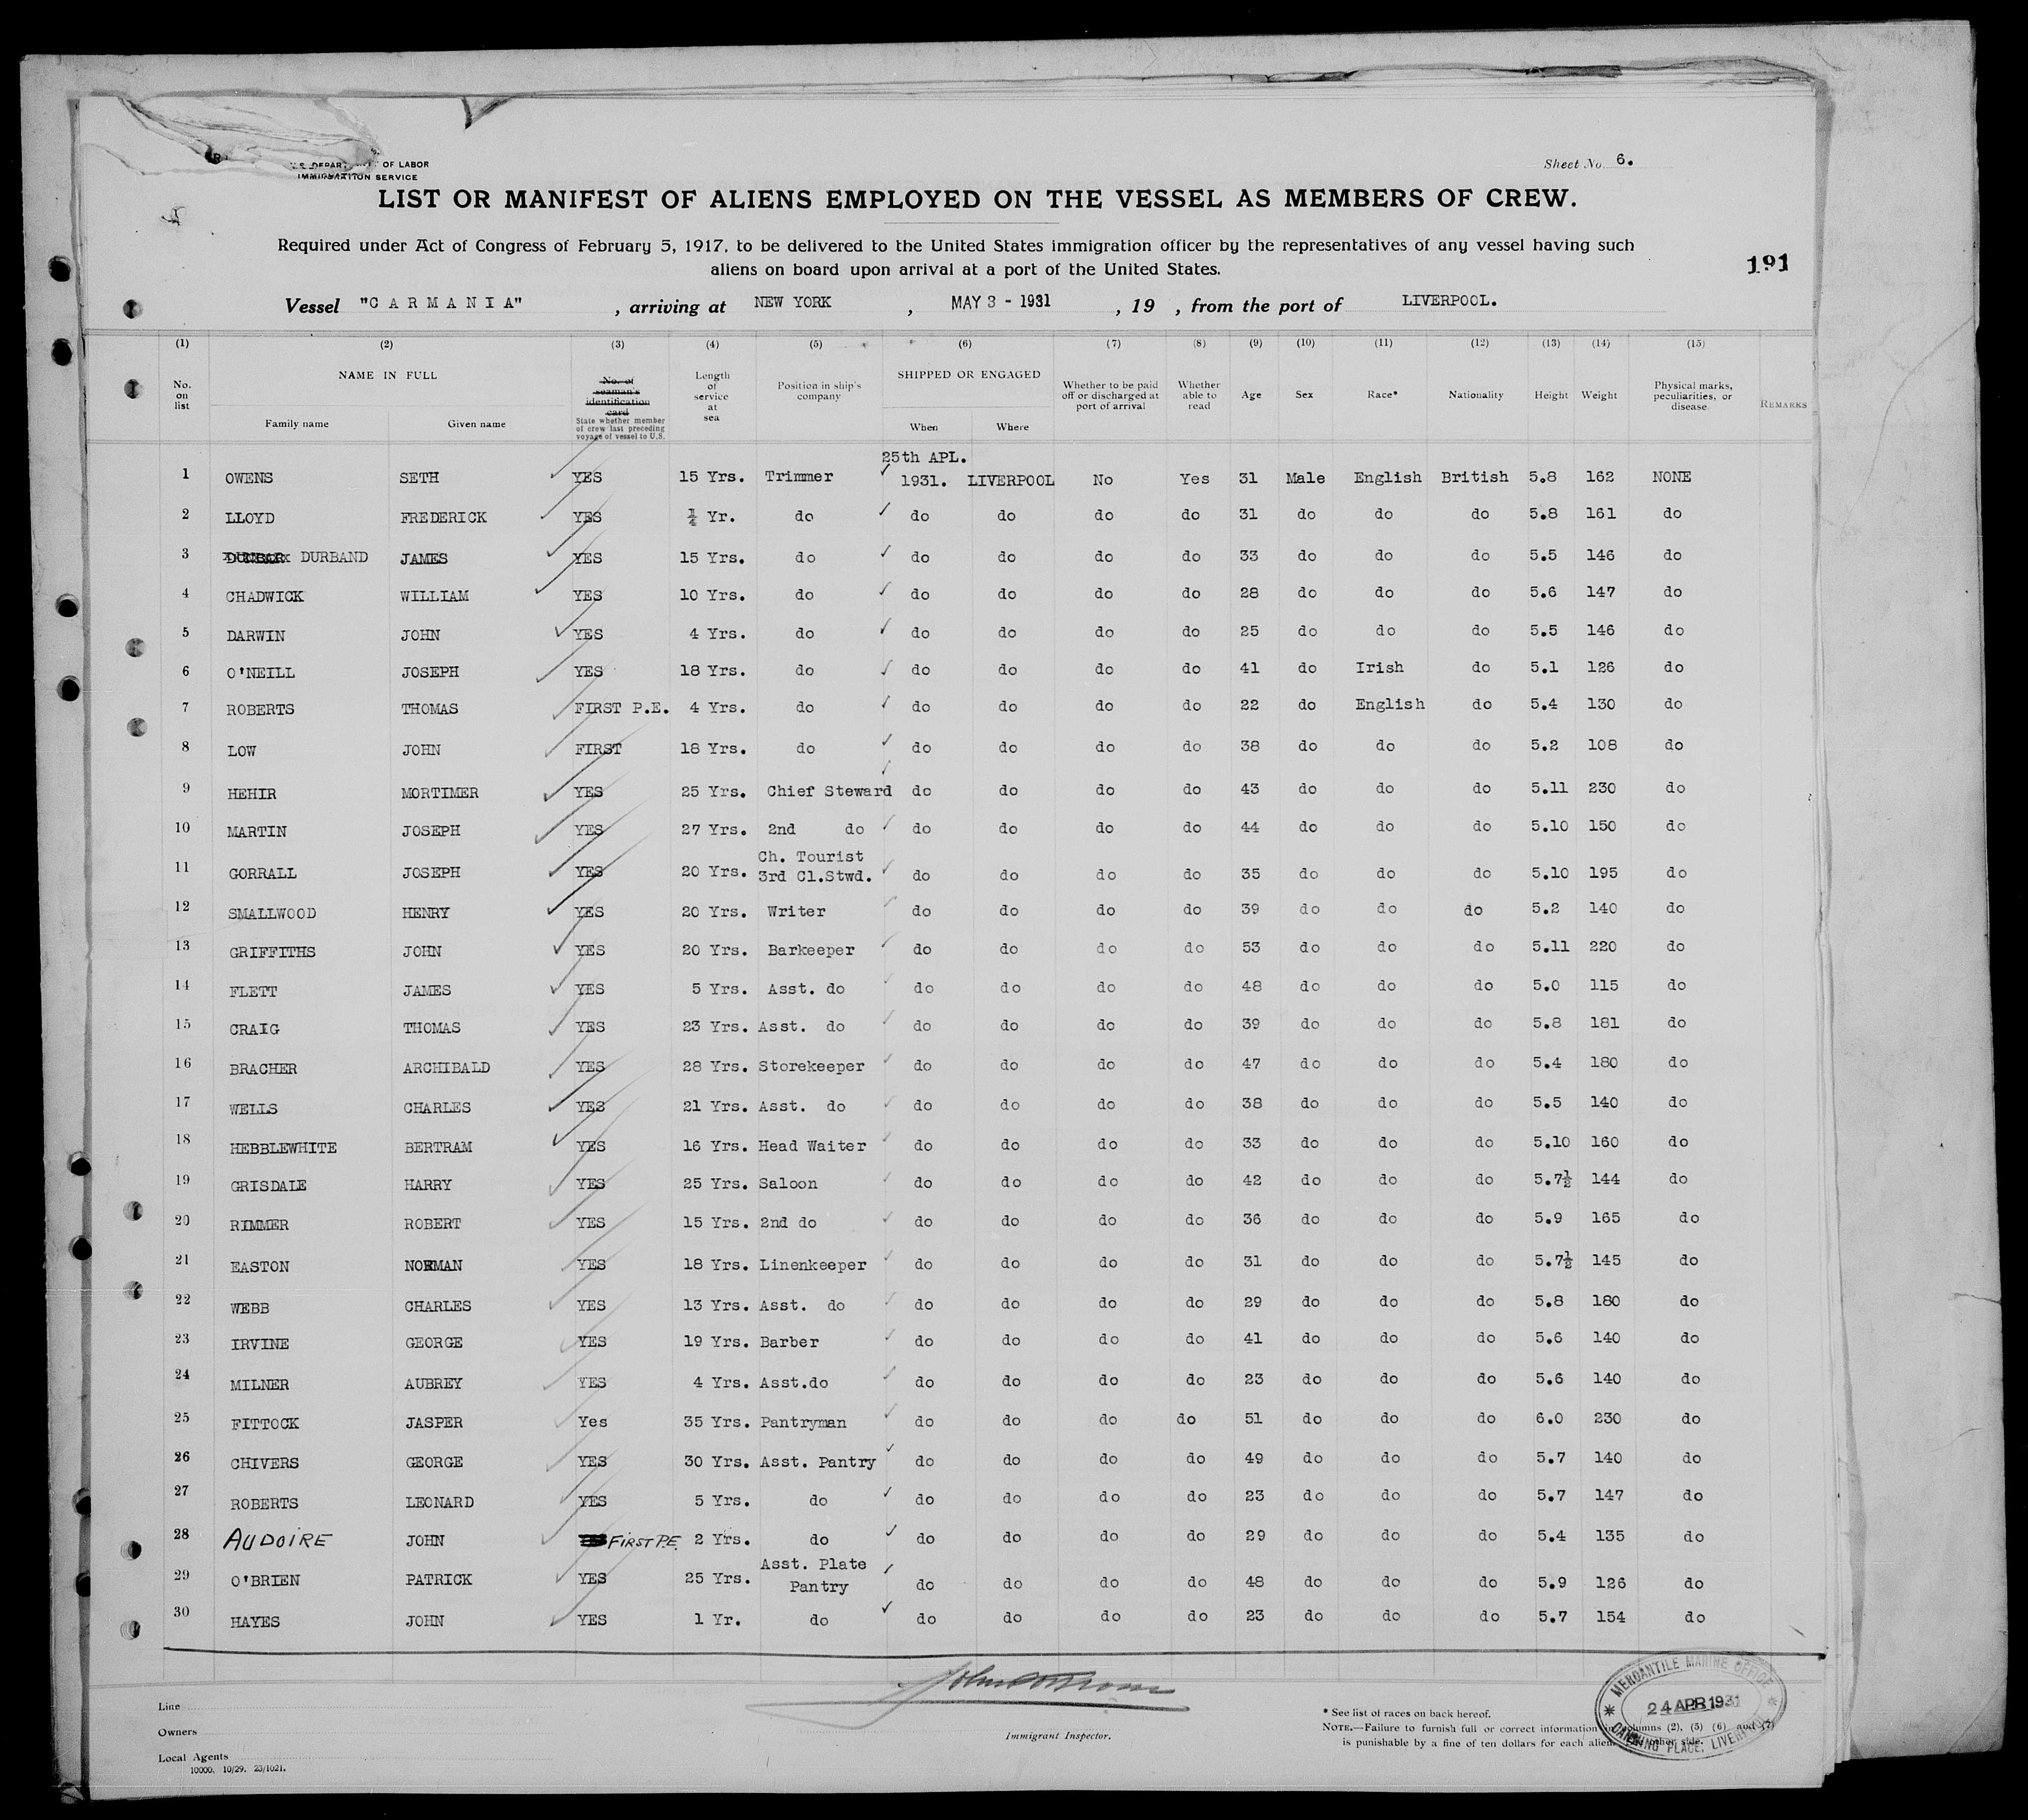 U.S. DEPARTMENT OF LABOR
IMMIGRATION SERVICE
Sheet No. 6.
LIST OR MANIFEST OF ALIENS EMPLOYED ON THE VESSEL AS MEMBERS OF CREW.
Required under Act of Congress of February 5, 1917, to be delivered to the United States immigration officer by the representatives of any vessel having such
aliens on board upon arrival at a port of the United States.
191
Vessel "CARMANIA" , arriving at NEW YORK , MAY 3 - 1931 , 19 , from the port of LIVERPOOL.
(1) (2) (3) (4) (5) (6) (7) (8) (9) (10) (11) (12) (13) (14) (15)
No. on list NAME IN FULL Family name Given name No. of seaman's identification card State whether member of crew last preceding voyage of vessel to U.S. Length of service at sea Position in ship's company SHIPPED OR ENGAGED When Where Whether to be paid off or discharged at port of arrival Whether able to read Age Sex Race* Nationality Height Weight Physical marks, peculiarities, or disease REMARKS
25th APL.
1 OWENS SETH YES 15 Yrs. Trimmer 1931. LIVERPOOL No Yes 31 Male English British 5.8 162 NONE
2 LLOYD FREDERICK YES ¼ Yr. do do do do do 31 do do do 5.8 161 do
3 DUNBAR DURBAND JAMES YES 15 Yrs. do do do do do 33 do do do 5.5 146 do
4 CHADWICK WILLIAM YES 10 Yrs. do do do do do 28 do do do 5.6 147 do
5 DARWIN JOHN YES 4 Yrs. do do do do do 25 do do do 5.5 146 do
6 O'NEILL JOSEPH YES 18 Yrs. do do do do do 41 do Irish do 5.1 126 do
7 ROBERTS THOMAS FIRST P.E. 4 Yrs. do do do do do 22 do English do 5.4 130 do
8 LOW JOHN FIRST 18 Yrs. do do do do do 38 do do do 5.2 108 do
9 HEHIR MORTIMER YES 25 Yrs. Chief Steward do do do do 43 do do do 5.11 230 do
10 MARTIN JOSEPH YES 27 Yrs. 2nd do do do do do 44 do do do 5.10 150 do
Ch. Tourist
11 GORRALL JOSEPH YES 20 Yrs. 3rd Cl.Stwd. do do do do 35 do do do 5.10 195 do
12 SMALLWOOD HENRY YES 20 Yrs. Writer do do do do 39 do do do 5.2 140 do
13 GRIFFITHS JOHN YES 20 Yrs. Barkeeper do do do do 53 do do do 5.11 220 do
14 FLETT JAMES YES 5 Yrs. Asst. do do do do do 48 do do do 5.0 115 do
15 CRAIG THOMAS YES 23 Yrs. Asst. do do do do do 39 do do do 5.8 181 do
16 BRACHER ARCHIBALD YES 28 Yrs. Storekeeper do do do do 47 do do do 5.4 180 do
17 WELLS CHARLES YES 21 Yrs. Asst. do do do do do 38 do do do 5.5 140 do
18 HEBBLEWHITE BERTRAM YES 16 Yrs. Head Waiter do do do do 33 do do do 5.10 160 do
19 GRISDALE HARRY YES 25 Yrs. Saloon do do do do 42 do do do 5.7½ 144 do
20 RIMMER ROBERT YES 15 Yrs. 2nd do do do do do 36 do do do 5.9 165 do
21 EASTON NORMAN YES 18 Yrs. Linenkeeper do do do do 31 do do do 5.7½ 145 do
22 WEBB CHARLES YES 13 Yrs. Asst. do do do do do 29 do do do 5.8 180 do
23 IRVINE GEORGE YES 19 Yrs. Barber do do do do 41 do do do 5.6 140 do
24 MILNER AUBREY YES 4 Yrs. Asst.do do do do do 23 do do do 5.6 140 do
25 FITTOCK JASPER Yes 35 Yrs. Pantryman do do do do 51 do do do 6.0 230 do
26 CHIVERS GEORGE YES 30 Yrs. Asst. Pantry do do do do 49 do do do 5.7 140 do
27 ROBERTS LEONARD YES 5 Yrs. do do do do do 23 do do do 5.7 147 do
28 AUDOIRE JOHN FIRST P.E. 2 Yrs. do do do do do 29 do do do 5.4 135 do
Asst. Plate
29 O'BRIEN PATRICK YES 25 Yrs. Pantry do do do do 48 do do do 5.9 126 do
30 HAYES JOHN YES 1 Yr. do do do do do 23 do do do 5.7 154 do
Line
Owners
Local Agents
10000. 10/29. 23/1021.
Immigrant Inspector.
* See list of races on back hereof.
NOTE.—Failure to furnish full or correct information in columns (2), (5) (6) and (7)
is punishable by a fine of ten dollars for each alien. other side.
MERCANTILE MARINE OFFICE
24 APR 1931
CANNING PLACE, LIVERPOOL